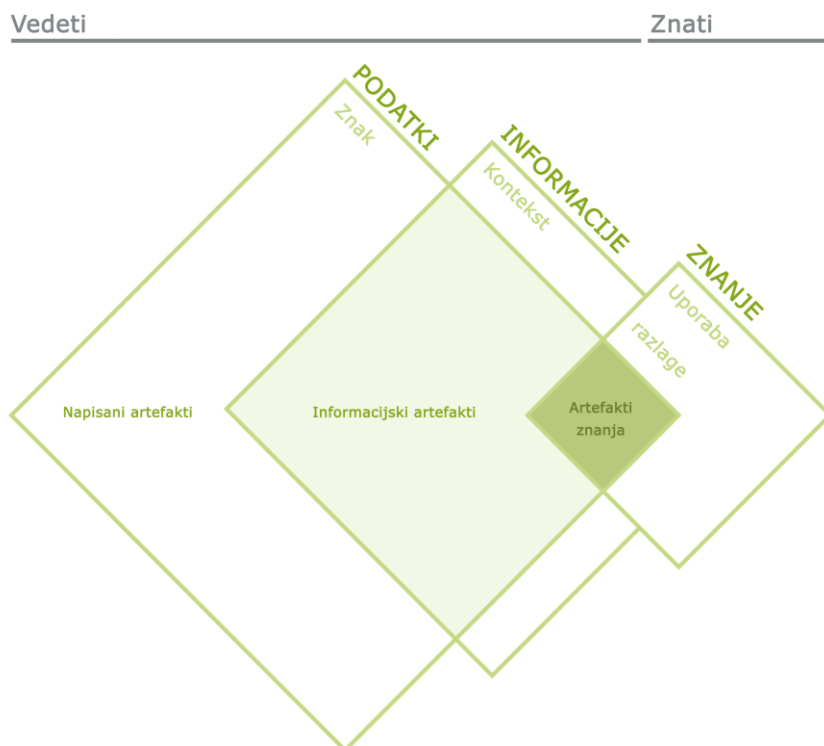 Vedeti
Znati
PODATKI
Znak
INFORMACIJE
Kontekst
ZNANJE
Uporaba
razlage
Napisani artefakti
Informacijski artefakti
Artefakti
znanja